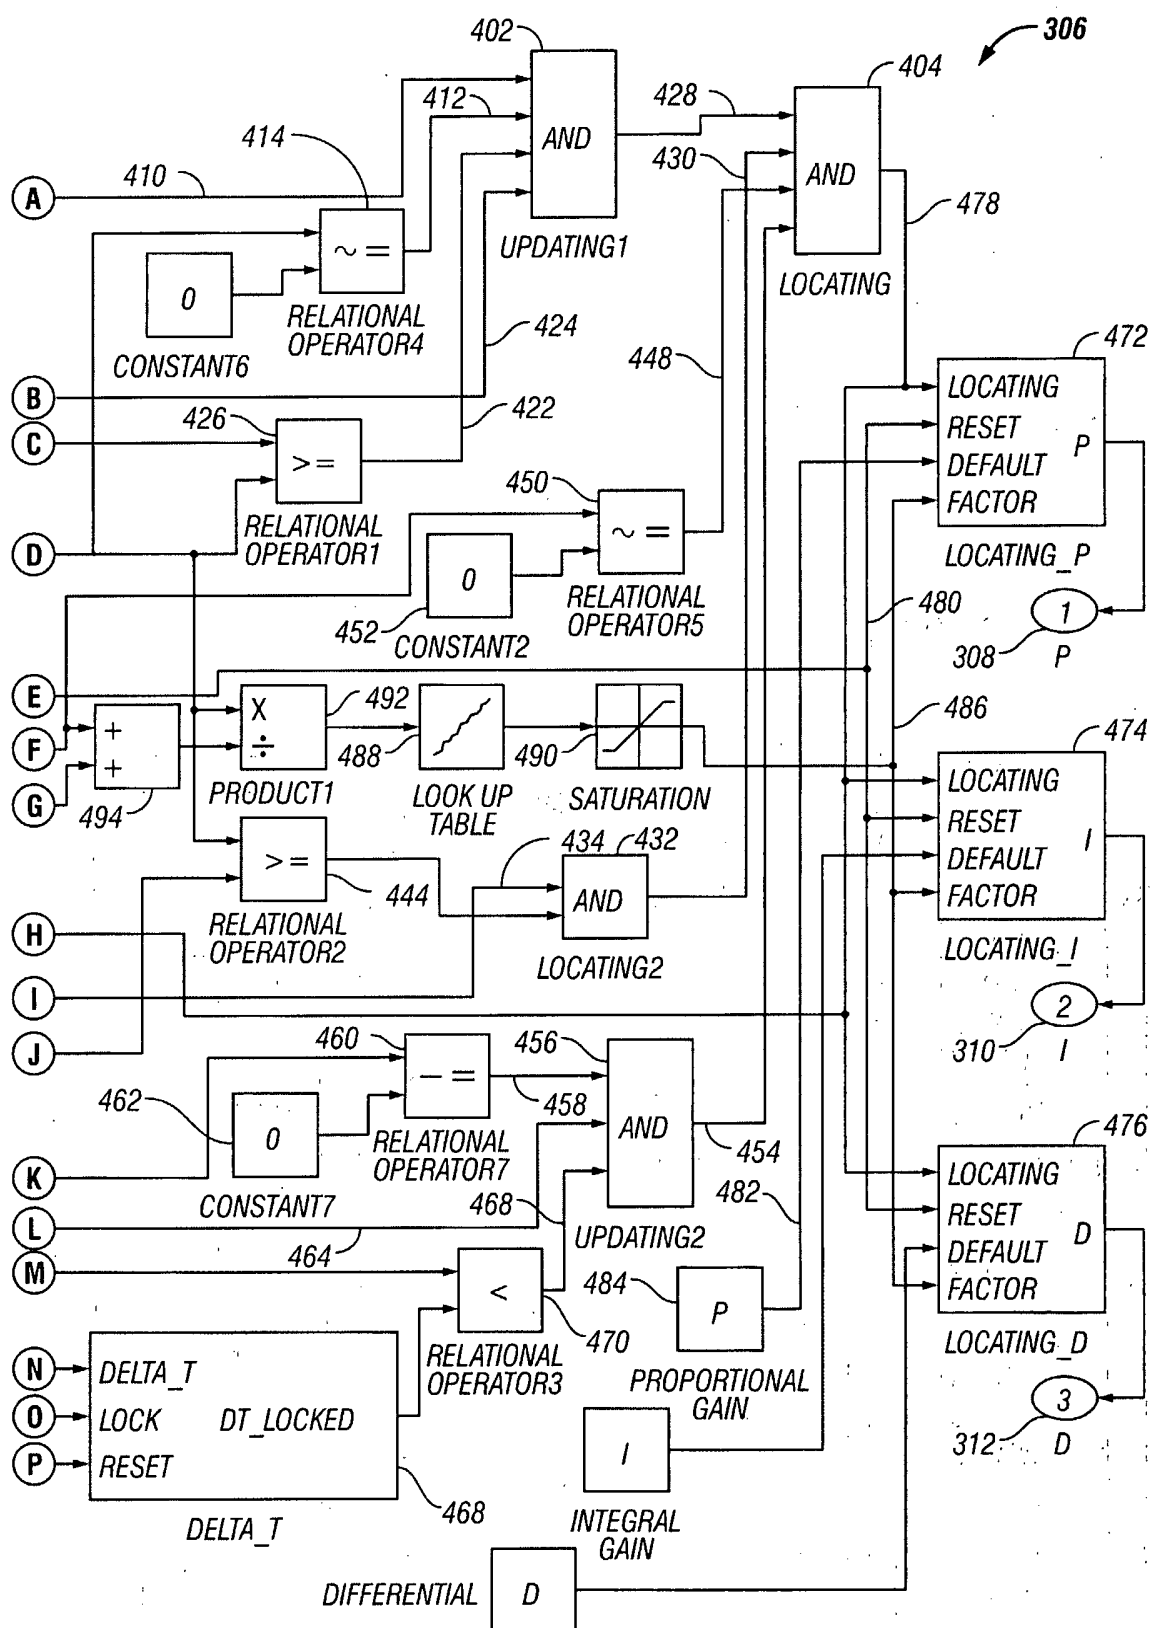 306
402
404
412
428
414
430
AND
AND
A
410
478
~ =
UPDATING1
LOCATING
0
RELATIONAL
OPERATOR4
424
472
CONSTANT6
448
B
426
422
LOCATING
C
RESET
P
> =
450
DEFAULT
FACTOR
RELATIONAL
OPERATOR1
D
~ =
LOCATING_P
0
RELATIONAL
OPERATOR5
480
1
452
CONSTANT2
308
P
E
X
÷
492
486
474
F
+
+
488
490
LOCATING
G
PRODUCT1
LOOK UP
TABLE
SATURATION
494
RESET
I
434
432
DEFAULT
> =
444
AND
FACTOR
H
RELATIONAL
OPERATOR2
LOCATING2
LOCATING_I
I
2
J
460
456
310
I
462
– =
458
0
AND
476
RELATIONAL
OPERATOR7
454
LOCATING
K
CONSTANT7
468
482
RESET
L
UPDATING2
D
464
DEFAULT
M
484
FACTOR
<
P
470
LOCATING_D
N
DELTA_T
RELATIONAL
OPERATOR3
PROPORTIONAL
GAIN
O
LOCK
DT_LOCKED
3
P
RESET
I
312
D
468
DELTA_T
INTEGRAL
GAIN
DIFFERENTIAL
D